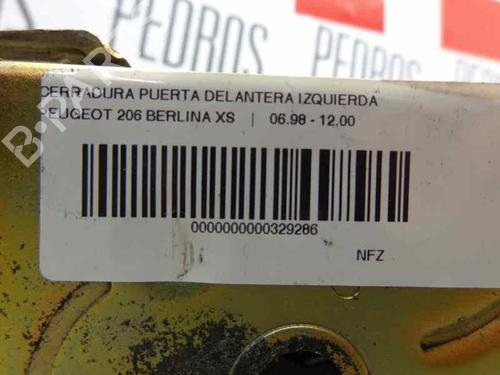 PEDROS
PEDROS
CERRADURA PUERTA DELANTERA IZQUIERDA
PEUGEOT 206 BERLINA XS | 06.98 - 12.00
0000000000329286
NFZ